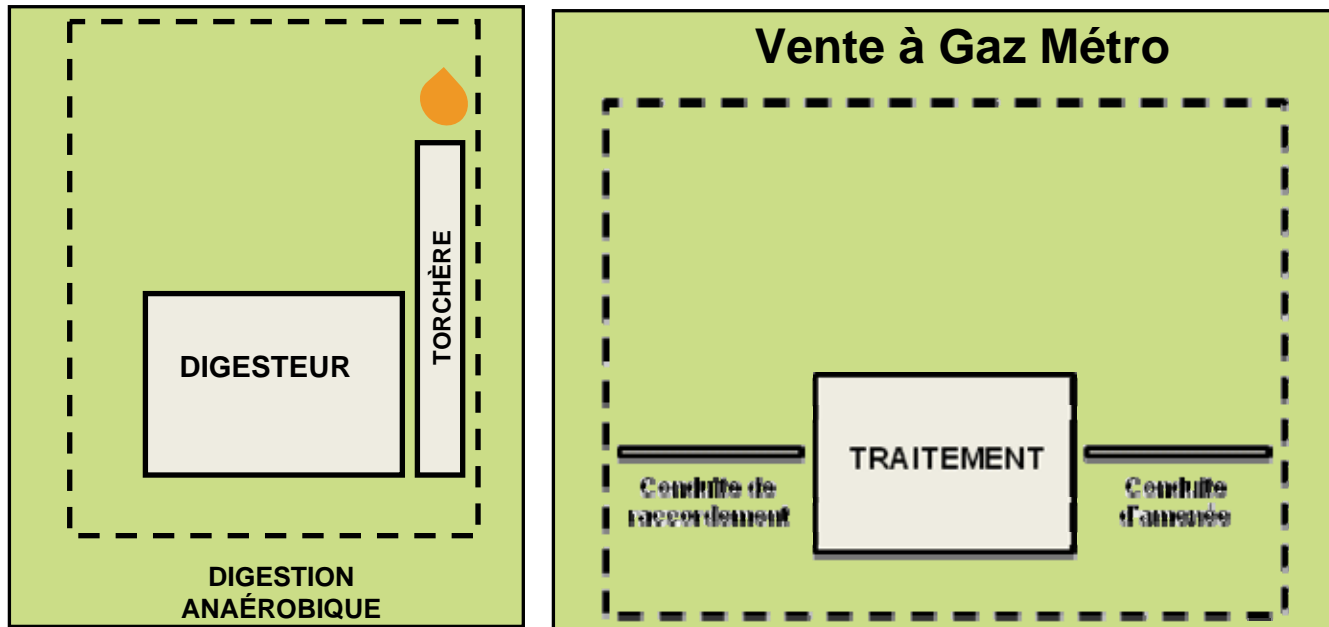 TORCHÈRE
DIGESTEUR
DIGESTION
ANAÉROBIQUE
Vente à Gaz Métro
TRAITEMENT
Conduite de
raccordement
Conduite
d'amenée